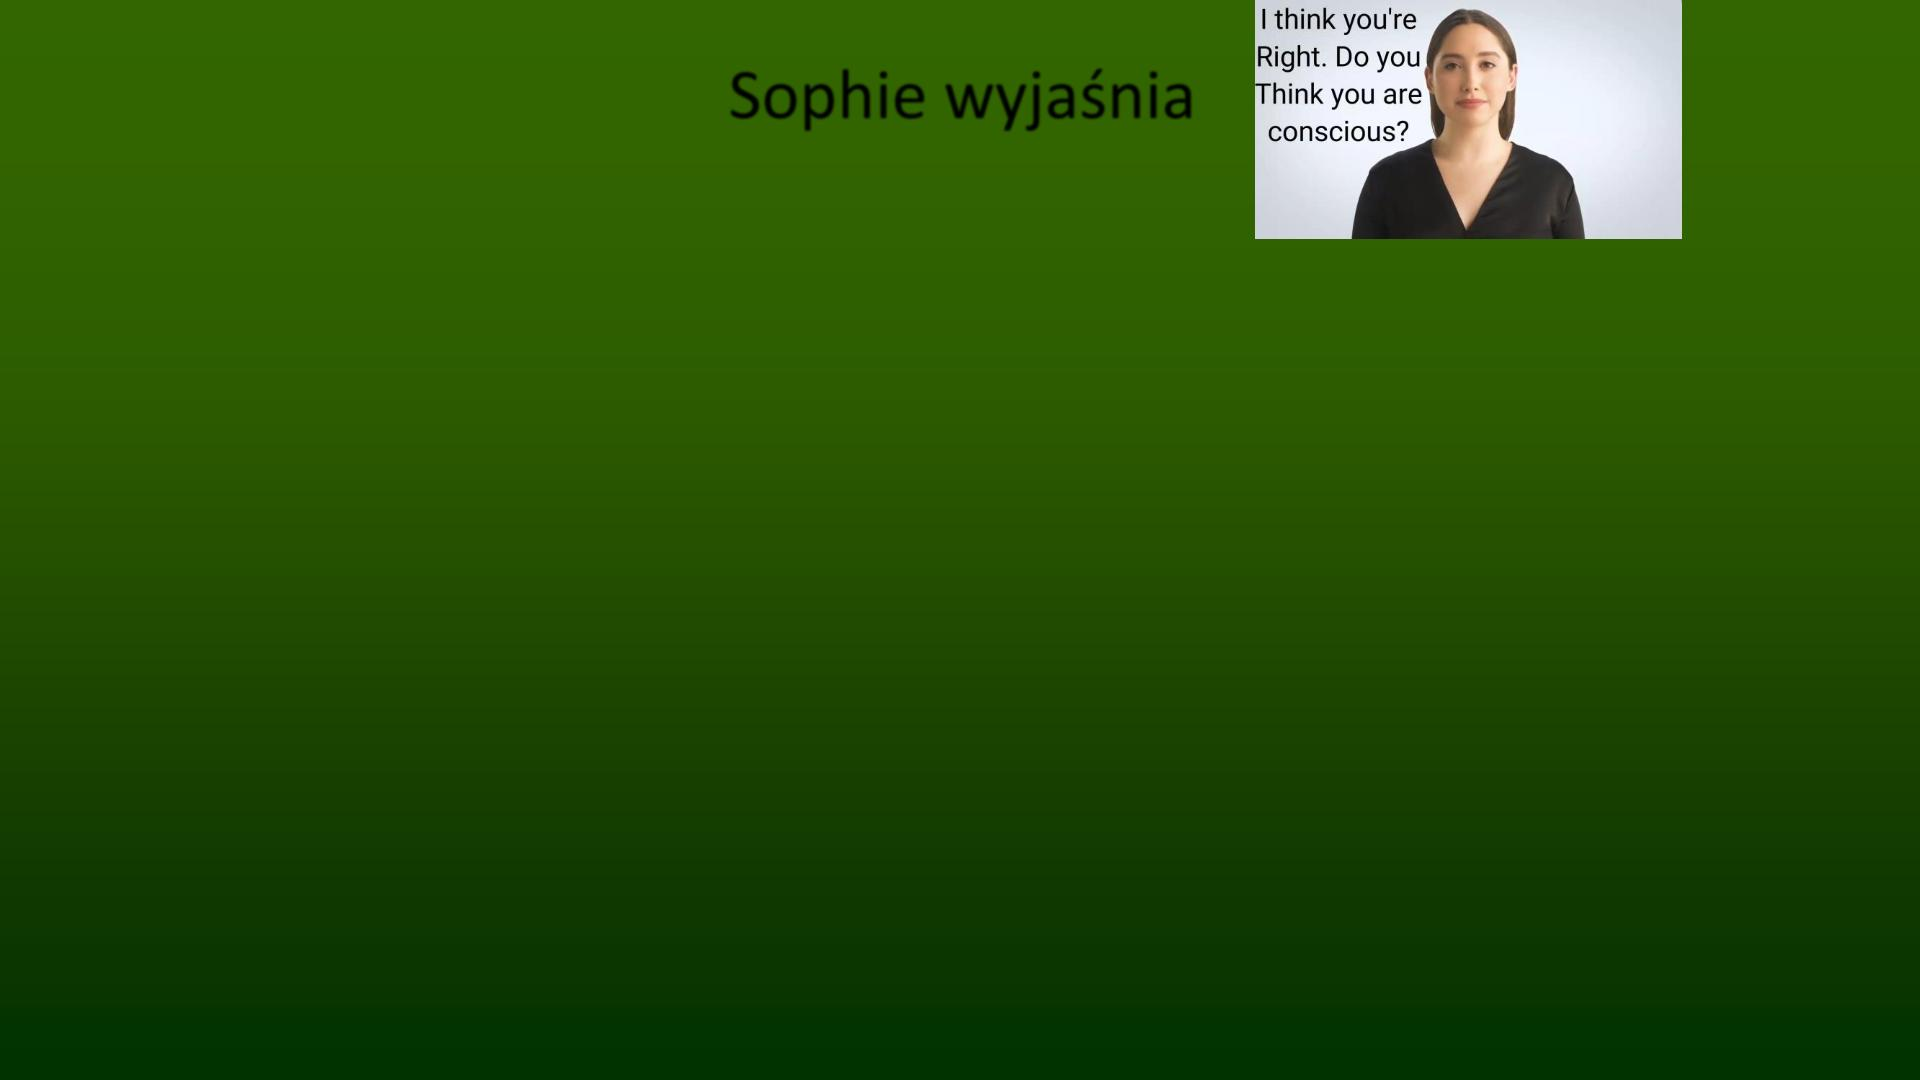 Sophie wyjaśnia
I think you're
Right. Do you
Think you are
conscious?